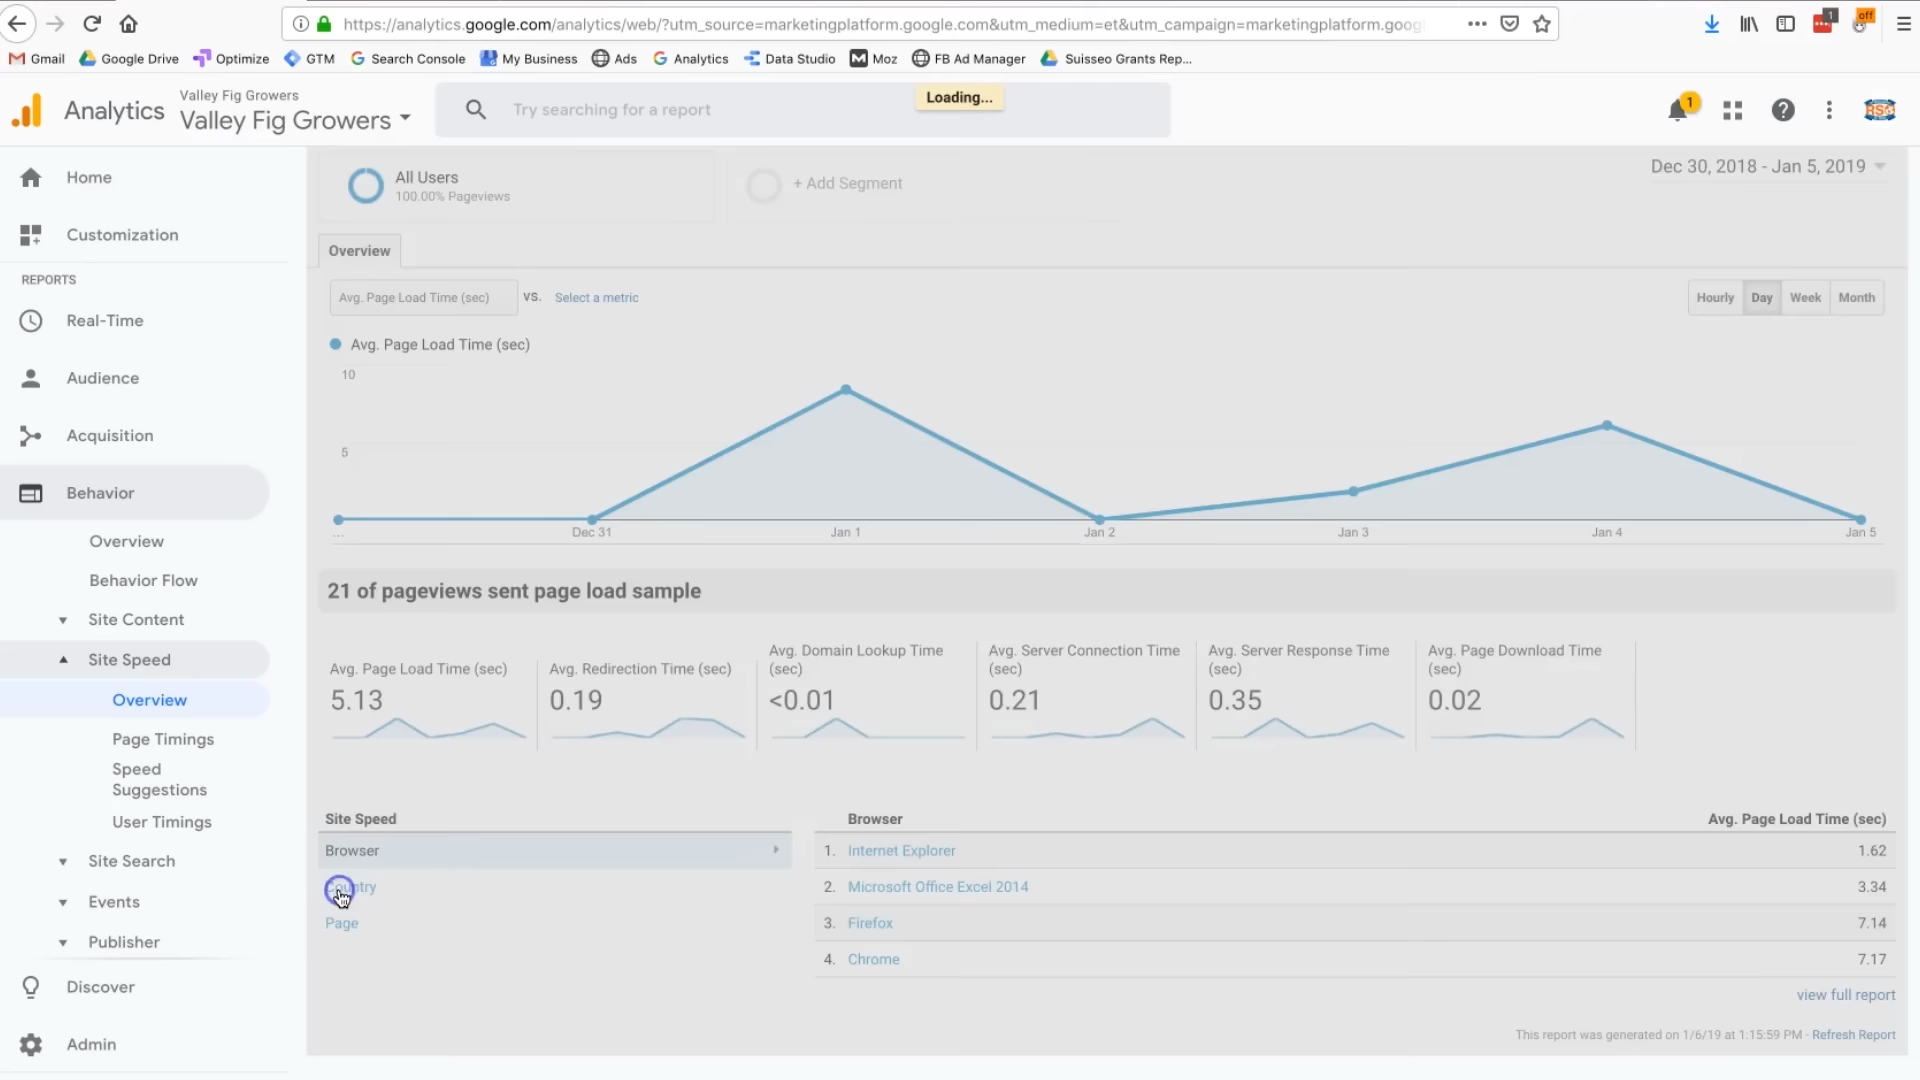 https://analytics.google.com/analytics/web/?utm_source=marketingplatform.google.com&utm_medium=et&utm_campaign=marketingplatform.goog
Gmail Google Drive Optimize GTM Search Console My Business Ads Analytics Data Studio Moz FB Ad Manager Suisseo Grants Rep...
1
off
Analytics
Valley Fig Growers
Valley Fig Growers
Try searching for a report
Loading...
1
Home
Customization
REPORTS
Real-Time
Audience
Acquisition
Behavior
Overview
Behavior Flow
Site Content
Site Speed
Overview
Page Timings
Speed
Suggestions
User Timings
Site Search
Events
Publisher
Discover
Admin
All Users
100.00% Pageviews
+ Add Segment
Dec 30, 2018 - Jan 5, 2019
Overview
Avg. Page Load Time (sec) VS. Select a metric
Hourly Day Week Month
Avg. Page Load Time (sec)
10
5
... Dec 31 Jan 1 Jan 2 Jan 3 Jan 4 Jan 5
21 of pageviews sent page load sample
Avg. Page Load Time (sec)
5.13
Avg. Redirection Time (sec)
0.19
Avg. Domain Lookup Time
(sec)
<0.01
Avg. Server Connection Time
(sec)
0.21
Avg. Server Response Time
(sec)
0.35
Avg. Page Download Time
(sec)
0.02
Site Speed
Browser
Country
Page
Browser Avg. Page Load Time (sec)
1. Internet Explorer 1.62
2. Microsoft Office Excel 2014 3.34
3. Firefox 7.14
4. Chrome 7.17
view full report
This report was generated on 1/6/19 at 1:15:59 PM · Refresh Report